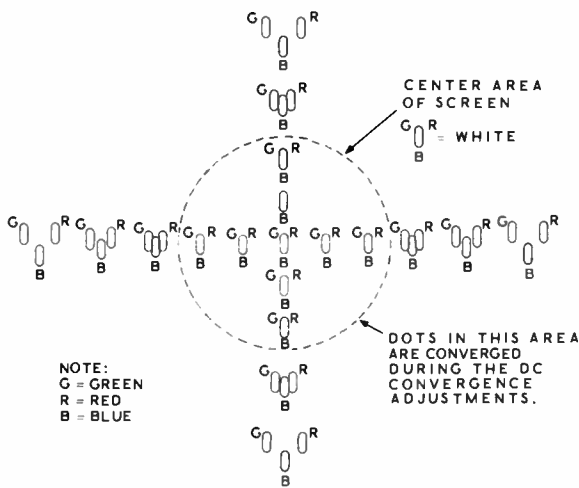 G R
B
G R
B
CENTER AREA
OF SCREEN
G R = WHITE
B
G R
B
B
G R G R G R G R G R G R G R G R G R G R G R
B B B B B B B B B B B
G R
B
G R
B
DOTS IN THIS AREA
ARE CONVERGED
DURING THE DC
CONVERGENCE
ADJUSTMENTS.
NOTE:
G = GREEN
R = RED
B = BLUE
G R
B
G R
B